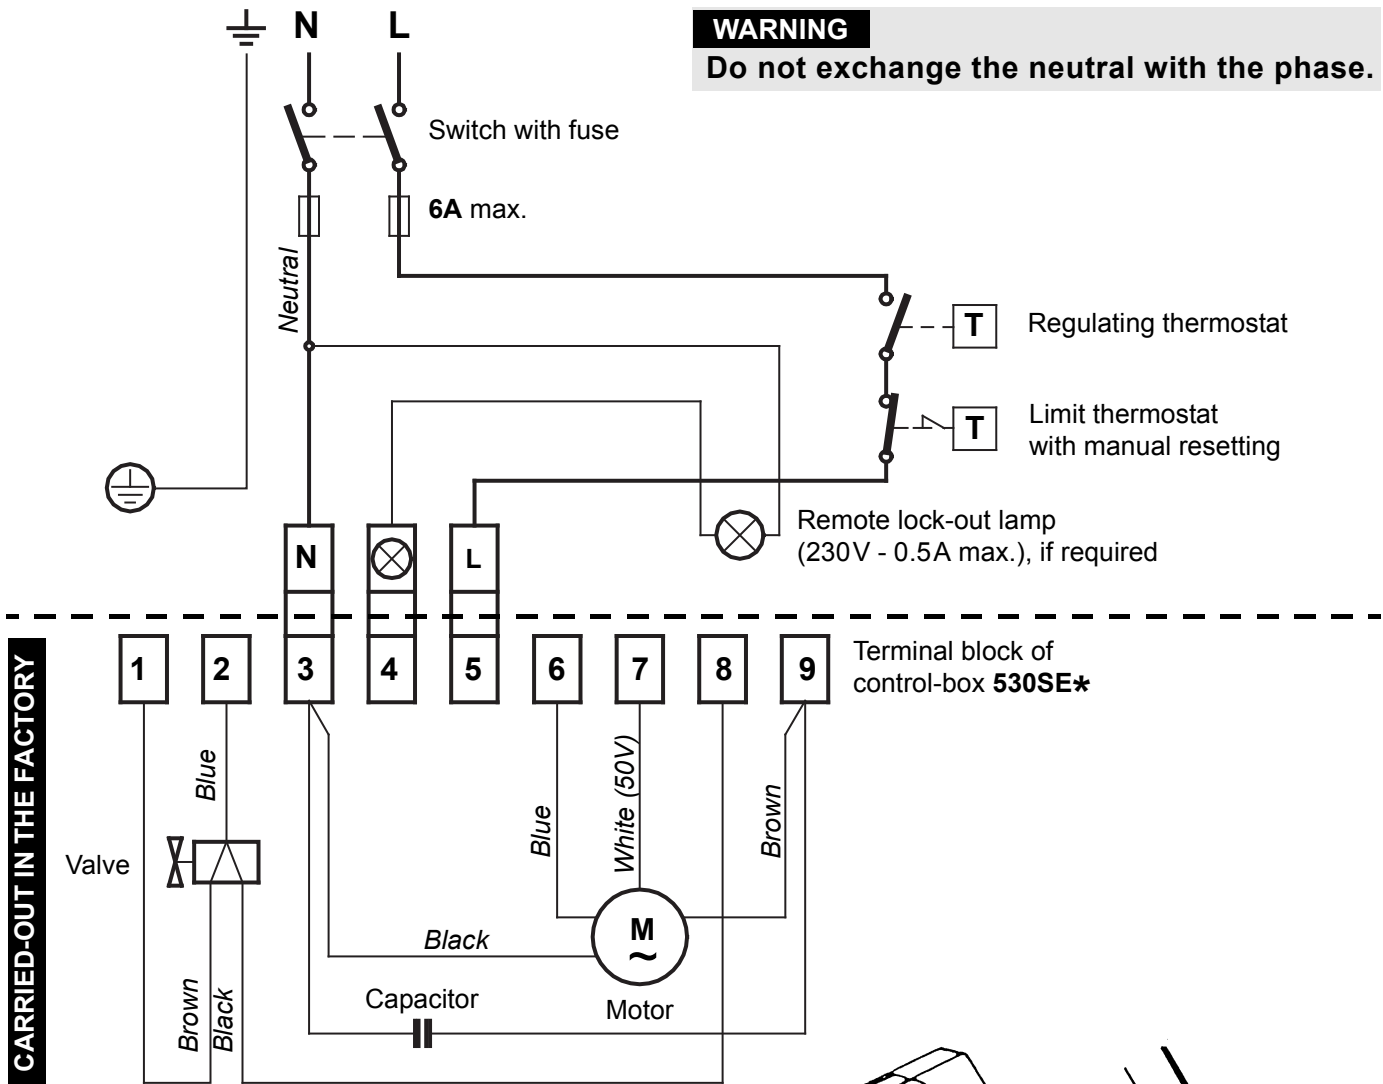 N L
WARNING
Do not exchange the neutral with the phase.
Switch with fuse
6A max.
Neutral
T
Regulating thermostat
T
Limit thermostat
with manual resetting
Remote lock-out lamp
(230V - 0.5A max.), if required
N
L
1 2 3 4 5 6 7 8 9
Terminal block of
control-box 530SE*
CARRIED-OUT IN THE FACTORY
Blue
Valve
Brown
Black
Black
Capacitor
Blue
White (50V)
Brown
M
~
Motor